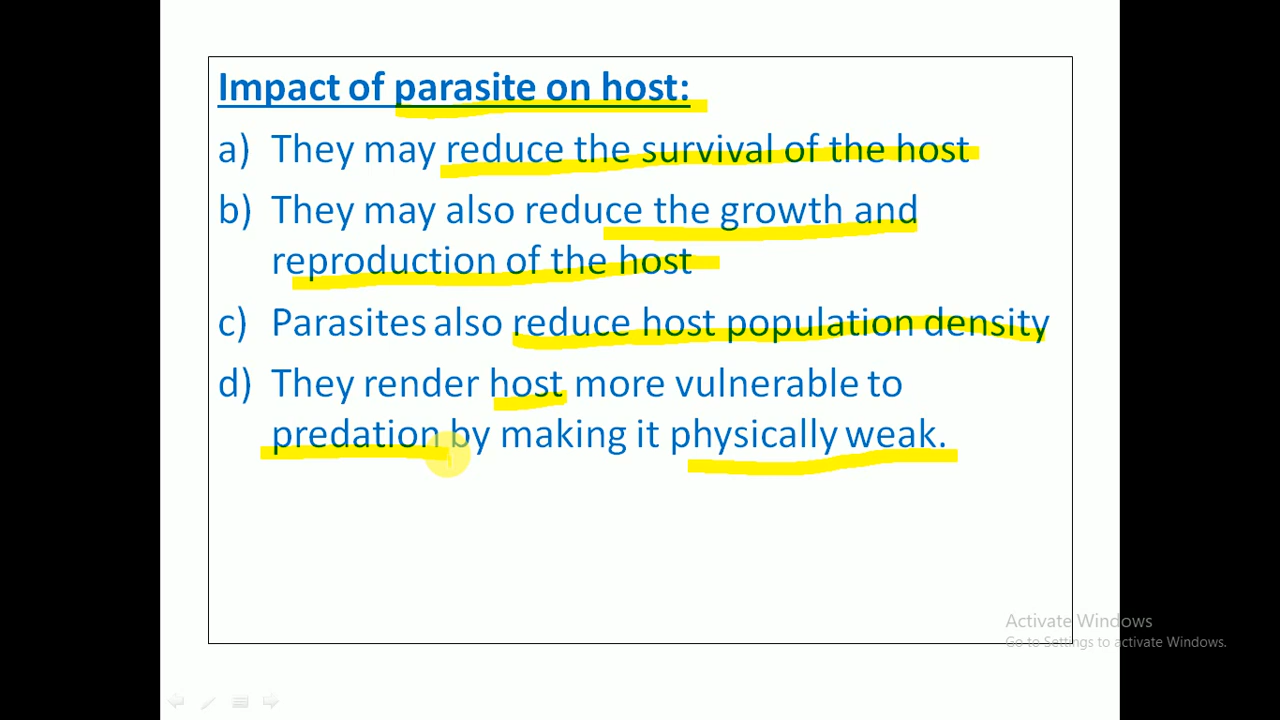 Impact of parasite on host:
a) They may reduce the survival of the host
b) They may also reduce the growth and
reproduction of the host
c) Parasites also reduce host population density
d) They render host more vulnerable to
predation by making it physically weak.
Activate Windows
Go to Settings to activate Windows.